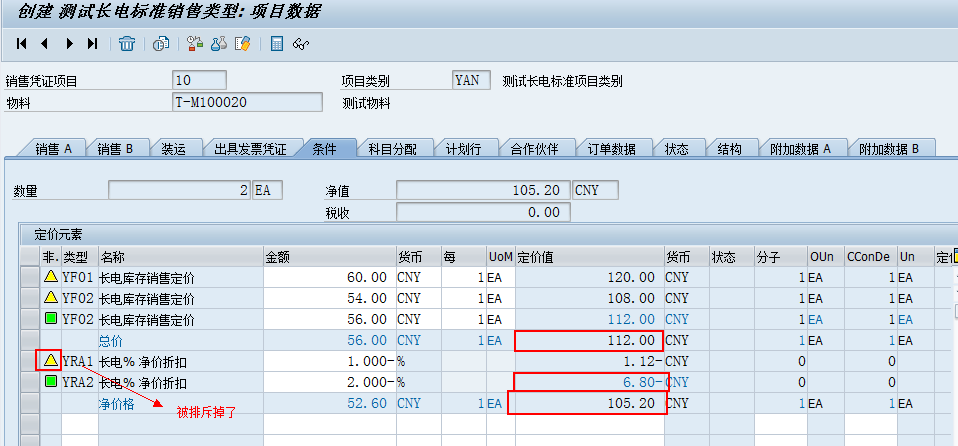 创建 测试长电标准销售类型: 项目数据
销售凭证项目 10 项目类别 YAN 测试长电标准项目类别
物料 T-M100020 测试物料
销售 A 销售 B 装运 出具发票凭证 条件 科目分配 计划行 合作伙伴 订单数据 状态 结构 附加数据 A 附加数据 B
数量 2 EA 净值 105.20 CNY
税收 0.00
定价元素
非. 类型 名称 金额 货币 每 UoM 定价值 货币 状态 分子 OUn CConDe Un 定价
YF01 长电库存销售定价 60.00 CNY 1 EA 120.00 CNY 1 EA 1 EA
YF02 长电库存销售定价 54.00 CNY 1 EA 108.00 CNY 1 EA 1 EA
YF02 长电库存销售定价 56.00 CNY 1 EA 112.00 CNY 1 EA 1 EA
总价 56.00 CNY 1 EA 112.00 CNY 1 EA 1 EA
YRA1 长电% 净价折扣 1.000- % 1.12- CNY 0 0
YRA2 长电% 净价折扣 2.000- % 6.80- CNY 0 0
净价格 52.60 CNY 1 EA 105.20 CNY 1 EA 1 EA
被排斥掉了